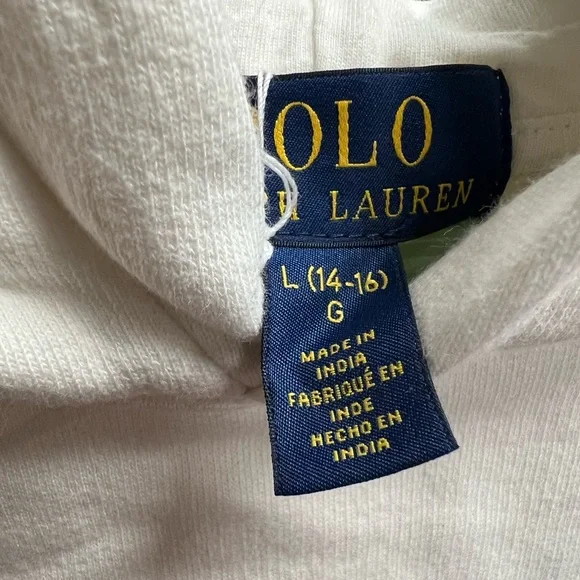 OLO
H LAUREN
L (14-16)
G
MADE IN
INDIA
FABRIQUÉ EN
INDE
HECHO EN
INDIA